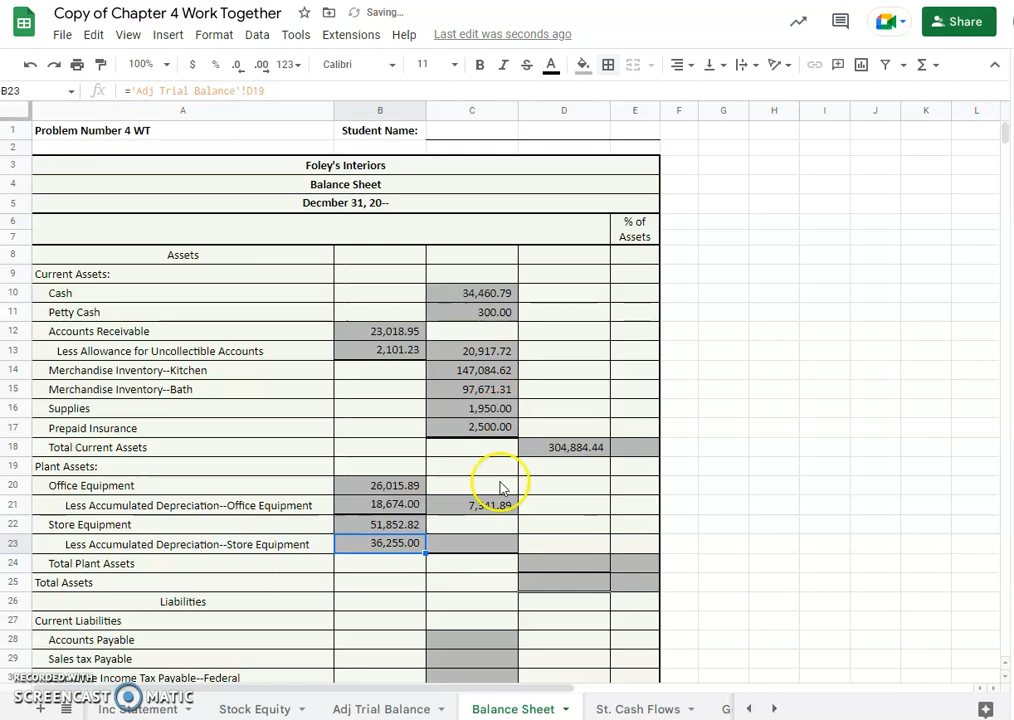 Copy of Chapter 4 Work Together Saving... Share
File Edit View Insert Format Data Tools Extensions Help Last edit was seconds ago
100% $ % .0 .00 123 Calibri 11 B I S A
B23 fx ='Adj Trial Balance'!D19
A B C D E F G H I J K L
1 Problem Number 4 WT Student Name:
2
3 Foley's Interiors
4 Balance Sheet
5 Decmber 31, 20--
6 % of
7 Assets
8 Assets
9 Current Assets:
10 Cash 34,460.79
11 Petty Cash 300.00
12 Accounts Receivable 23,018.95
13 Less Allowance for Uncollectible Accounts 2,101.23 20,917.72
14 Merchandise Inventory--Kitchen 147,084.62
15 Merchandise Inventory--Bath 97,671.31
16 Supplies 1,950.00
17 Prepaid Insurance 2,500.00
18 Total Current Assets 304,884.44
19 Plant Assets:
20 Office Equipment 26,015.89
21 Less Accumulated Depreciation--Office Equipment 18,674.00 7,341.89
22 Store Equipment 51,852.82
23 Less Accumulated Depreciation--Store Equipment 36,255.00
24 Total Plant Assets
25 Total Assets
26 Liabilities
27 Current Liabilities
28 Accounts Payable
29 Sales tax Payable
Income Tax Payable--Federal
RECORDED WITH
SCREENCAST MATIC
Inc Statement Stock Equity Adj Trial Balance Balance Sheet St. Cash Flows